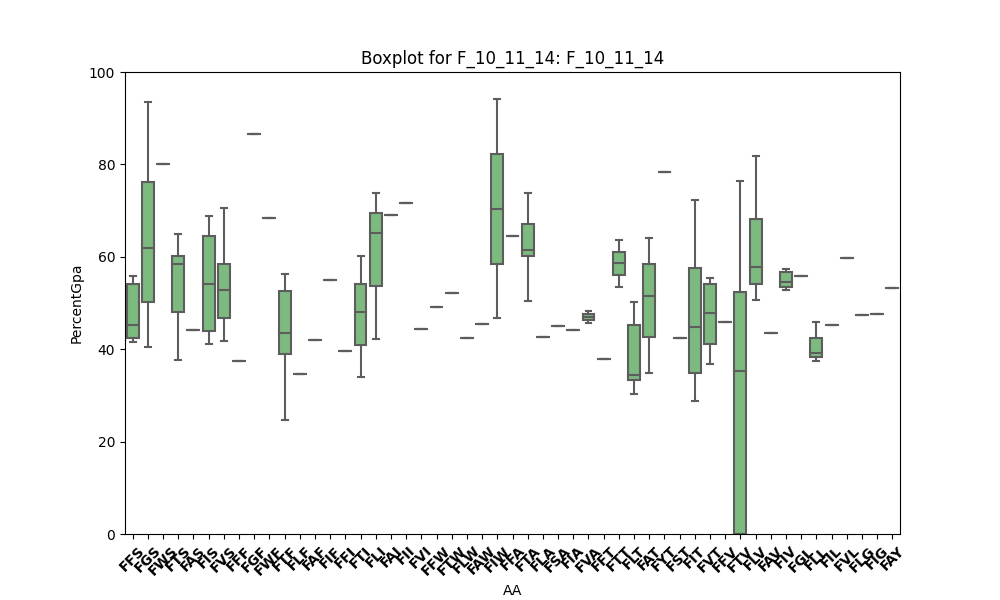 Boxplot for F_10_11_14: F_10_11_14
PercentGpa
100
80
60
40
20
0
FFS
FGS
FWS
FTS
FAS
FIS
FVS
FFF
FGF
FWF
FTF
FLF
FAF
FIF
FFI
FTI
FLI
FAI
FII
FVI
FFW
FTW
FLW
FAW
FIW
FFA
FTA
FLA
FSA
FIA
FVA
FFT
FTT
FLT
FAT
FYT
FST
FIT
FVT
FFV
FTV
FLV
FAV
FIV
FGL
FLL
FIL
FVL
FLG
FIG
FAY
AA